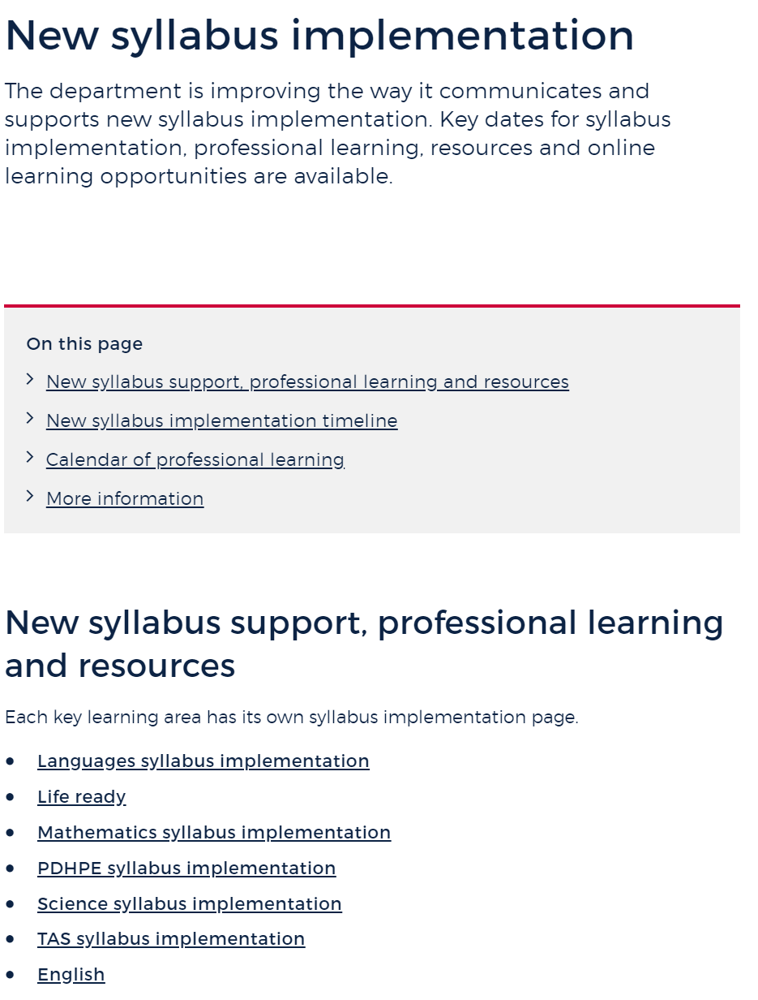 New syllabus implementation
The department is improving the way it communicates and
supports new syllabus implementation. Key dates for syllabus
implementation, professional learning, resources and online
learning opportunities are available.
On this page
New syllabus support, professional learning and resources
New syllabus implementation timeline
Calendar of professional learning
More information
New syllabus support, professional learning
and resources
Each key learning area has its own syllabus implementation page.
Languages syllabus implementation
Life ready
Mathematics syllabus implementation
PDHPE syllabus implementation
Science syllabus implementation
TAS syllabus implementation
English